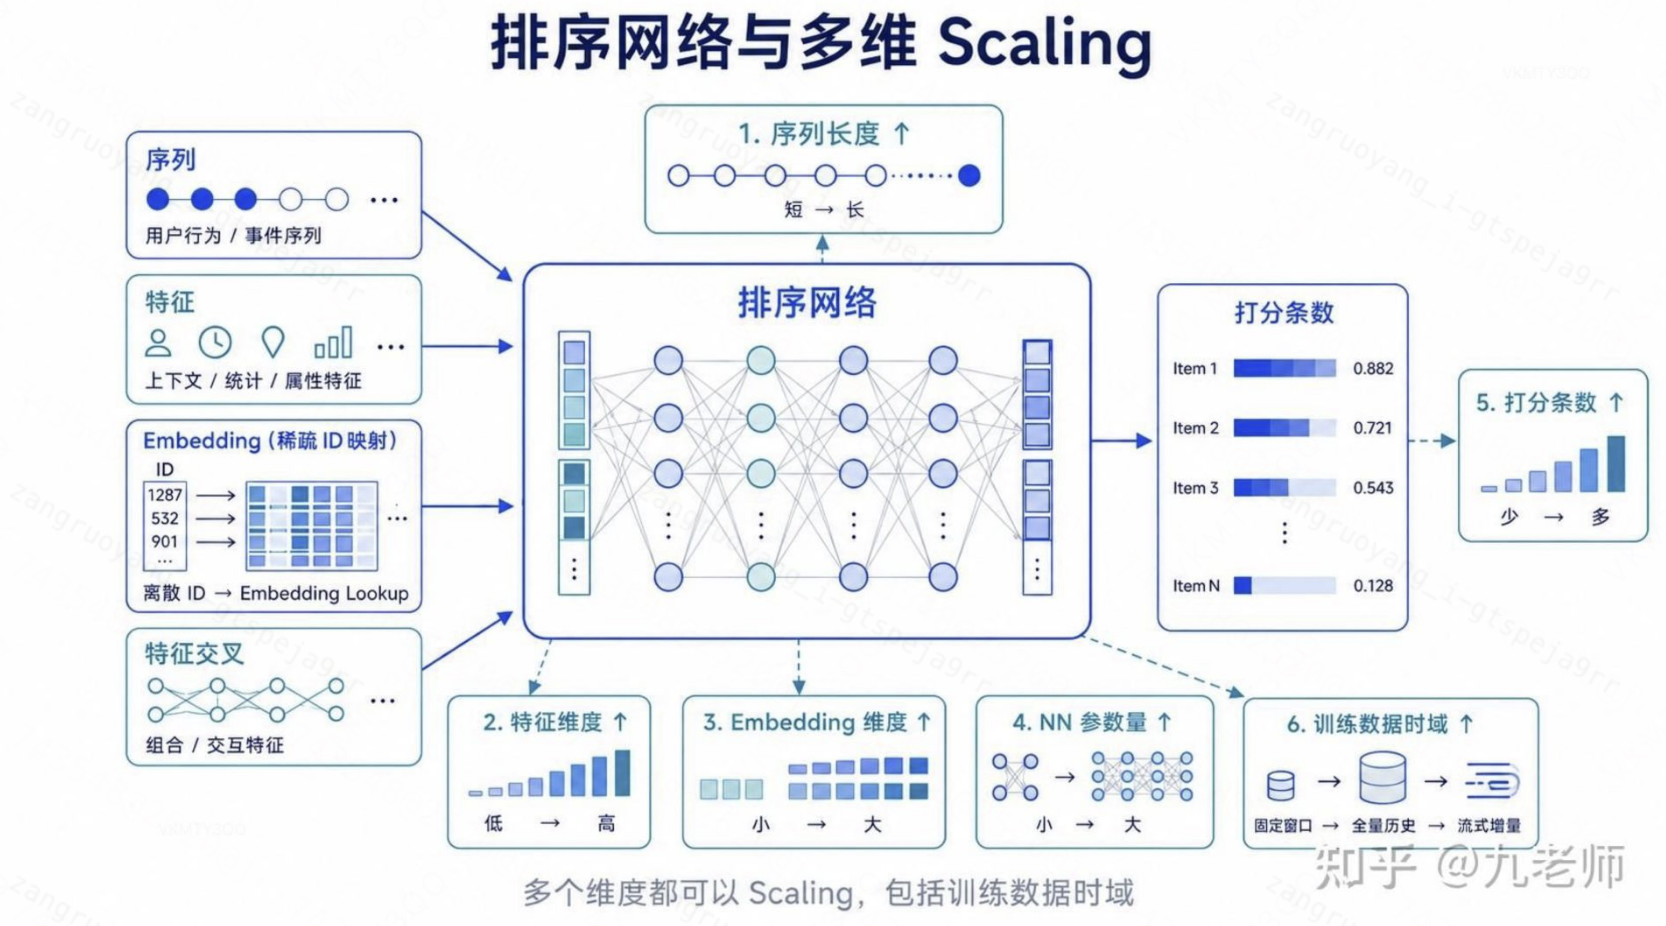 排序网络与多维 Scaling
序列
用户行为 / 事件序列
特征
上下文 / 统计 / 属性特征
Embedding (稀疏 ID 映射)
ID
1287
532
901
...
离散 ID → Embedding Lookup
特征交叉
组合 / 交互特征
1. 序列长度 ↑
短 → 长
排序网络
打分条数
Item 1 0.882
Item 2 0.721
Item 3 0.543
Item N 0.128
5. 打分条数 ↑
少 → 多
2. 特征维度 ↑
低 → 高
3. Embedding 维度 ↑
小 → 大
4. NN 参数量 ↑
小 → 大
6. 训练数据时域 ↑
固定窗口 → 全量历史 → 流式增量
多个维度都可以 Scaling，包括训练数据时域
知乎 @九老师
zangruoyang_i-gtspeja9rr